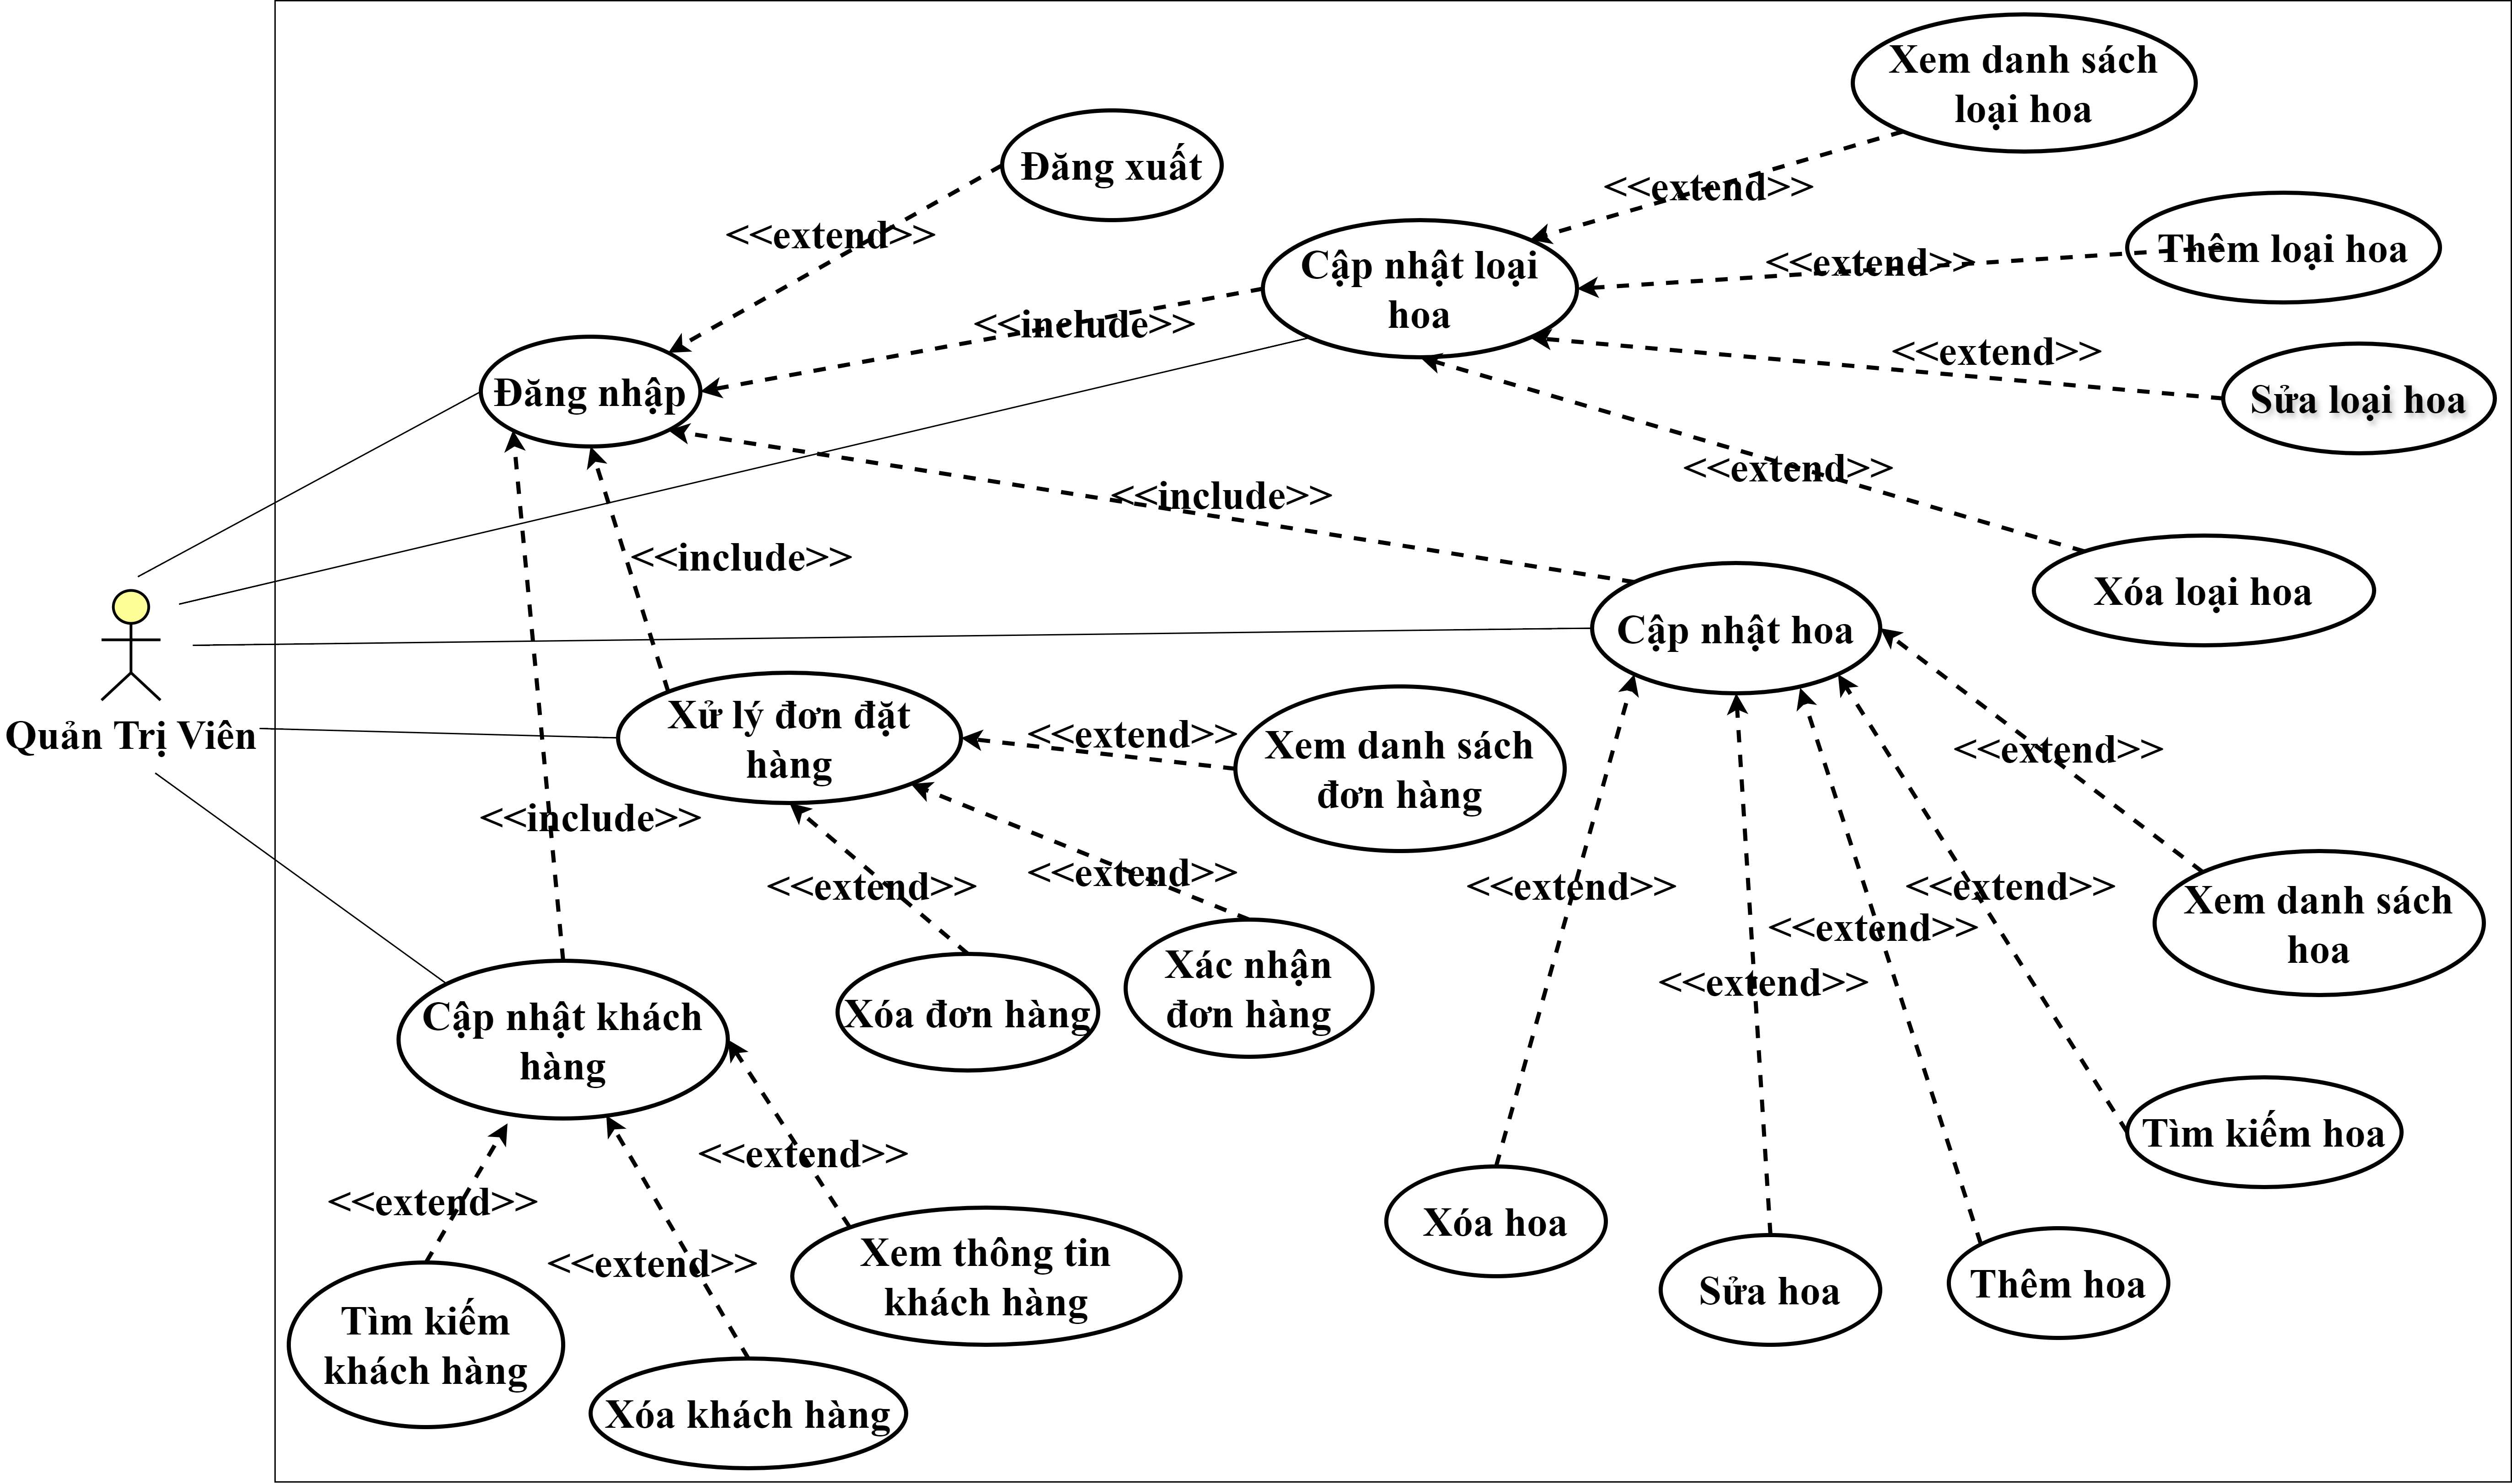 Xem danh sách
loại hoa
Đăng xuất
<<extend>>
Thêm loại hoa
<<extend>>
<<extend>>
Cập nhật loại
hoa
<<include>>
<<extend>>
Đăng nhập
Sửa loại hoa
<<extend>>
<<include>>
<<include>>
Xóa loại hoa
Cập nhật hoa
Quản Trị Viên
Xử lý đơn đặt
hàng
<<extend>>
Xem danh sách
đơn hàng
<<extend>>
<<include>>
<<extend>>
<<extend>>
<<extend>>
<<extend>>
<<extend>>
<<extend>>
Xem danh sách
hoa
Cập nhật khách
hàng
Xóa đơn hàng
Xác nhận
đơn hàng
Tìm kiếm hoa
<<extend>>
<<extend>>
<<extend>>
Xóa hoa
Sửa hoa
Thêm hoa
Xem thông tin
khách hàng
Tìm kiếm
khách hàng
Xóa khách hàng